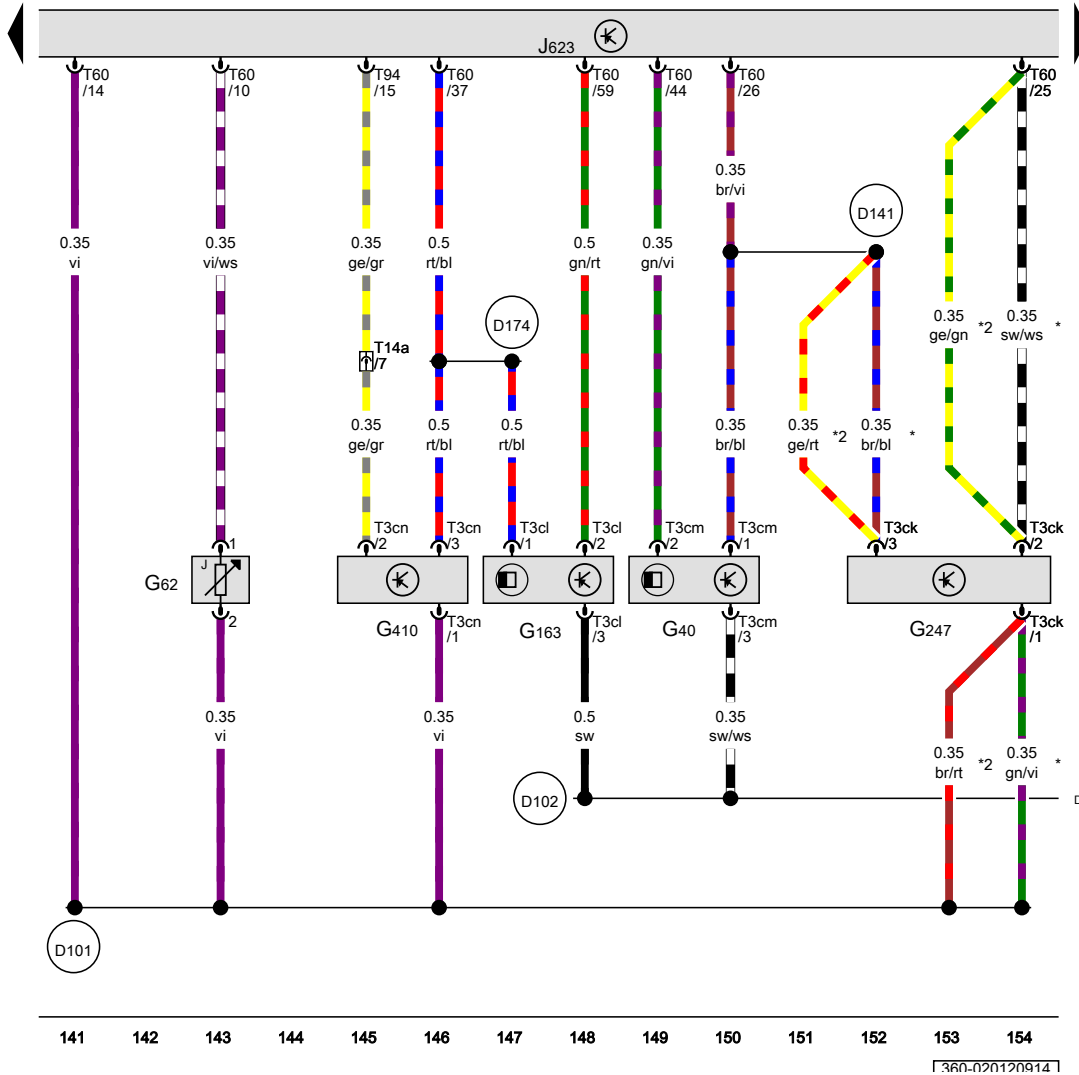 J623
T60 T60 T94 T60 T60 T60 T60 T60
/14 /10 /15 /37 /59 /44 /26 /25
0.35
br/vi
D141
0.35 0.35 0.35 0.5 0.5 0.35
vi vi/ws ge/gr rt/bl gn/rt gn/vi
D174
0.35 *2 0.35 *
ge/gn sw/ws
T14a
/7
0.35 0.5 0.5 0.35 0.35 *2 0.35 *
ge/gr rt/bl rt/bl br/bl ge/rt br/bl
T3cn T3cn T3cl T3cl T3cm T3cm T3ck T3ck
1 /2 /3 /1 /2 /2 /1 /3 /2
J
G62
2 T3cn T3cl T3cm T3ck
/1 /3 /3 /1
G410 G163 G40 G247
0.35 0.35 0.5 0.35
vi vi sw sw/ws
0.35 *2 0.35 *
br/rt gn/vi
D102
D101
141 142 143 144 145 146 147 148 149 150 151 152 153 154
360-020120914